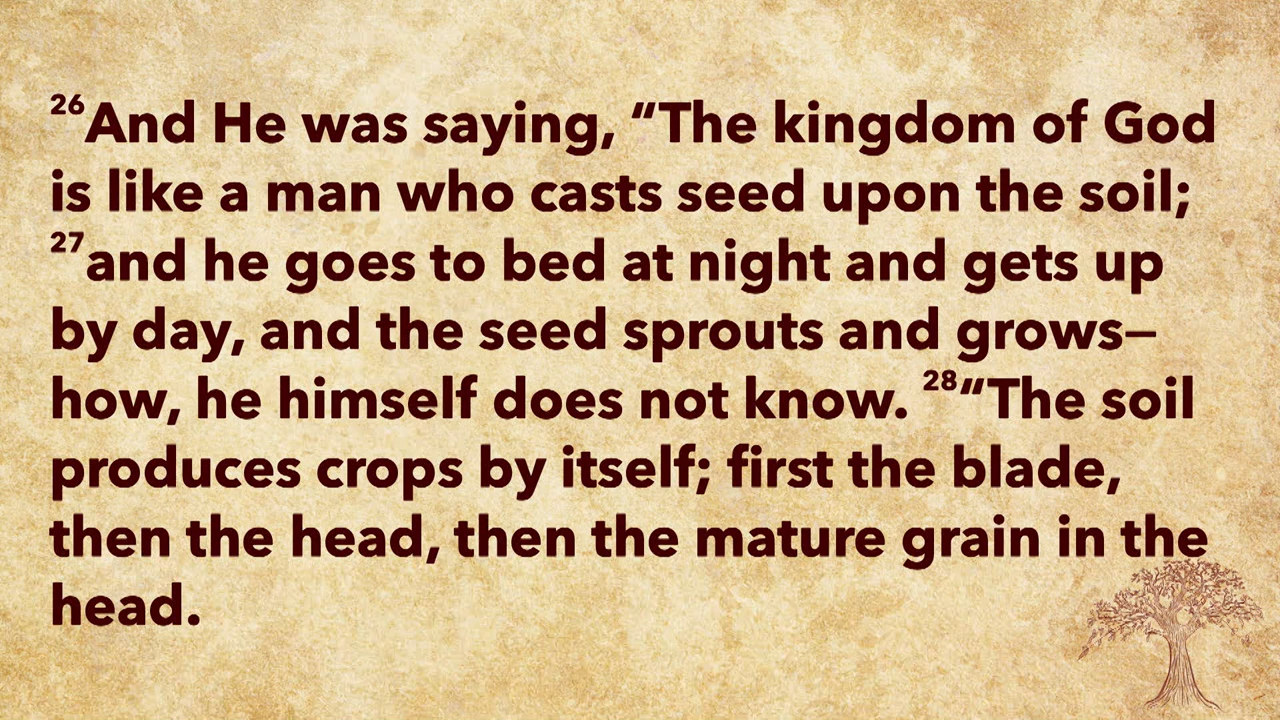 26And He was saying, “The kingdom of God
is like a man who casts seed upon the soil;
27and he goes to bed at night and gets up
by day, and the seed sprouts and grows—
how, he himself does not know. 28“The soil
produces crops by itself; first the blade,
then the head, then the mature grain in the
head.